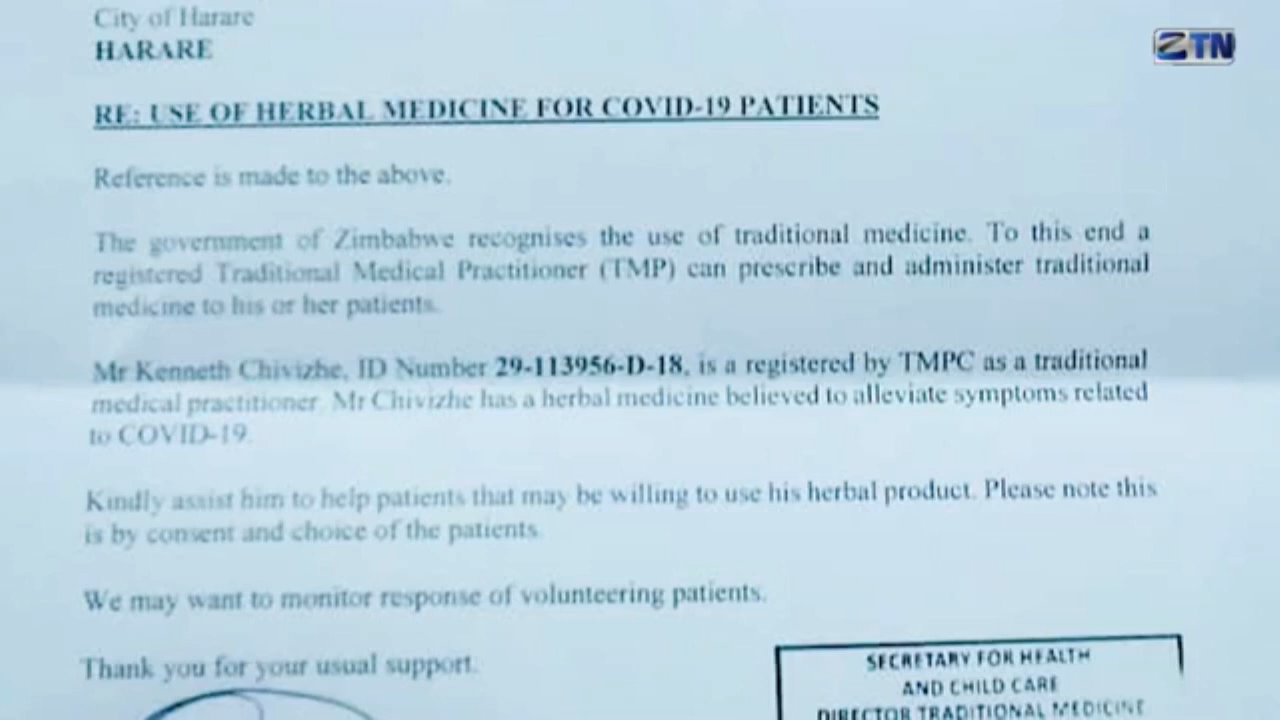 City of Harare
ZTN
HARARE
RE: USE OF HERBAL MEDICINE FOR COVID-19 PATIENTS
Reference is made to the above.
The government of Zimbabwe recognises the use of traditional medicine. To this end a
registered Traditional Medical Practitioner (TMP) can prescribe and administer traditional
medicine to his or her patients.
Mr Kenneth Chivizhe, ID Number 29-113956-D-18, is a registered by TMPC as a traditional
medical practitioner. Mr Chivizhe has a herbal medicine believed to alleviate symptoms related
to COVID-19.
Kindly assist him to help patients that may be willing to use his herbal product. Please note this
is by consent and choice of the patients.
We may want to monitor response of volunteering patients.
Thank you for your usual support.
SECRETARY FOR HEALTH
AND CHILD CARE
DIRECTOR TRADITIONAL MEDICINE